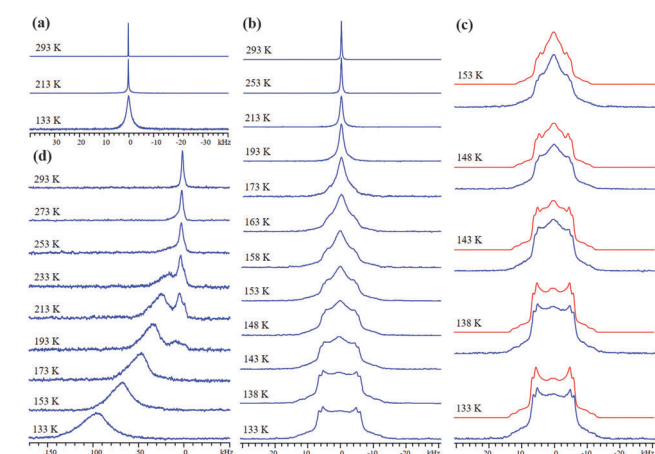 (a)
293 K
213 K
133 K
30 20 10 0 -10 -20 -30 kHz
(b)
293 K
253 K
213 K
193 K
173 K
163 K
158 K
153 K
148 K
143 K
138 K
133 K
20 10 0 -10 -20 kHz
(c)
153 K
148 K
143 K
138 K
133 K
20 10 0 -10 -20 kHz
(d)
293 K
273 K
253 K
233 K
213 K
193 K
173 K
153 K
133 K
150 100 50 0 kHz